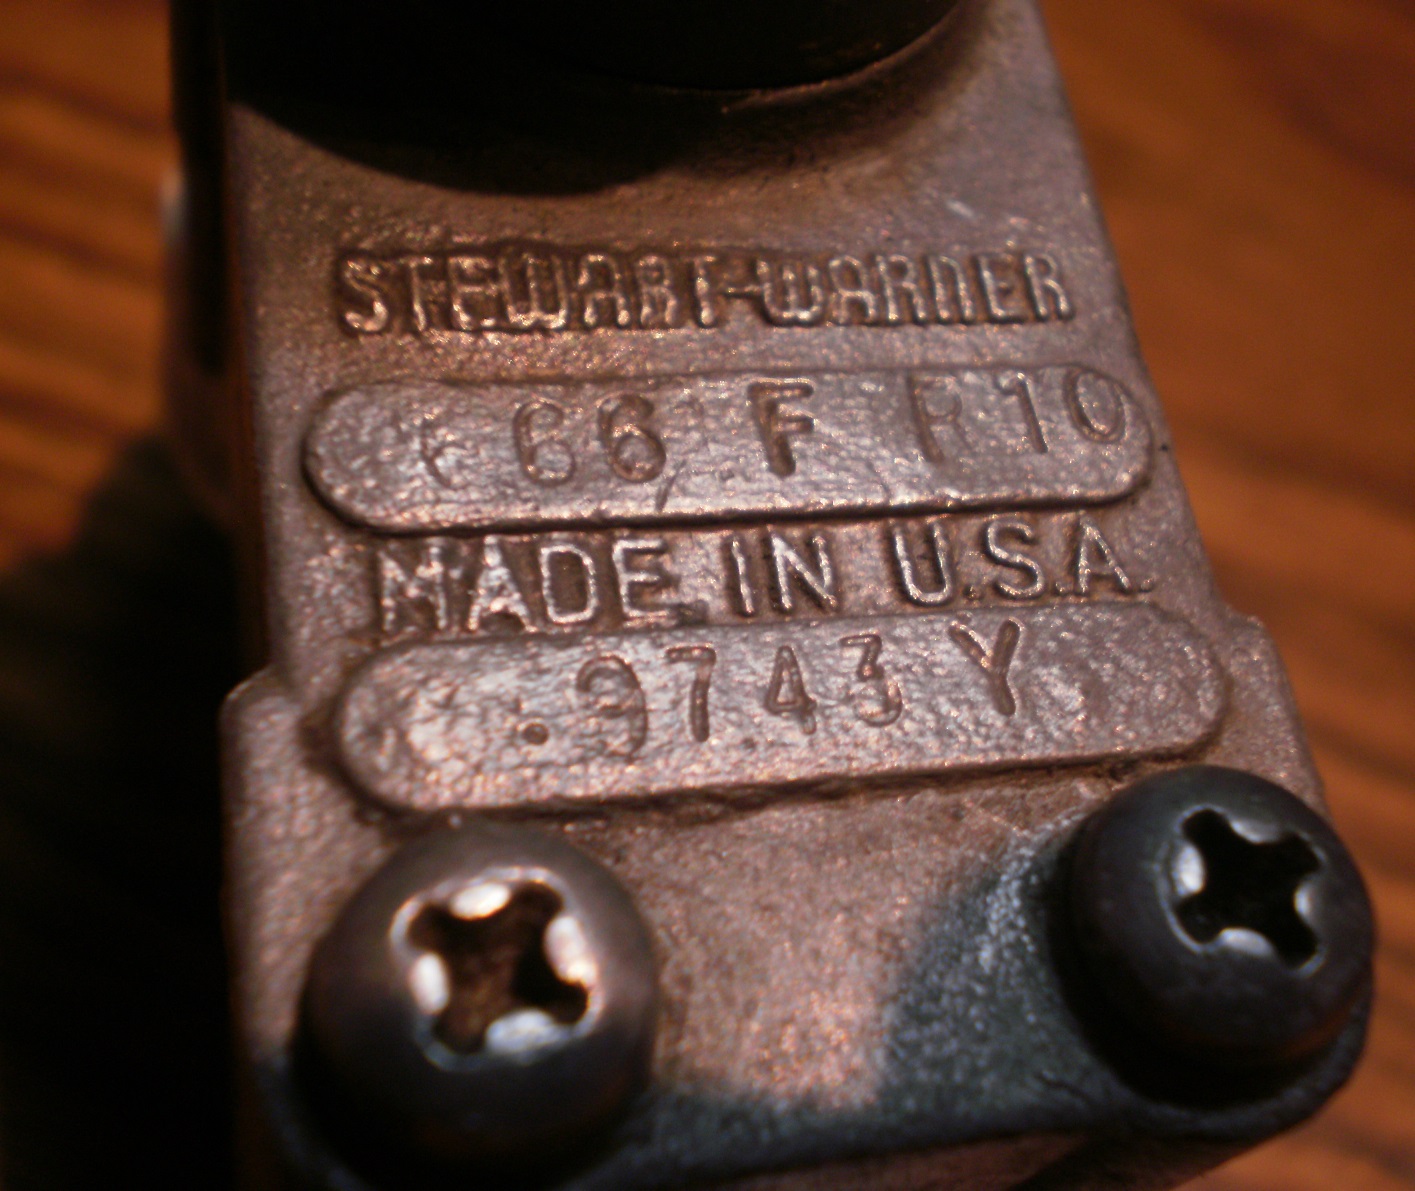 STEWART-WARNER
66 F R10
MADE IN U.S.A.
9743 Y